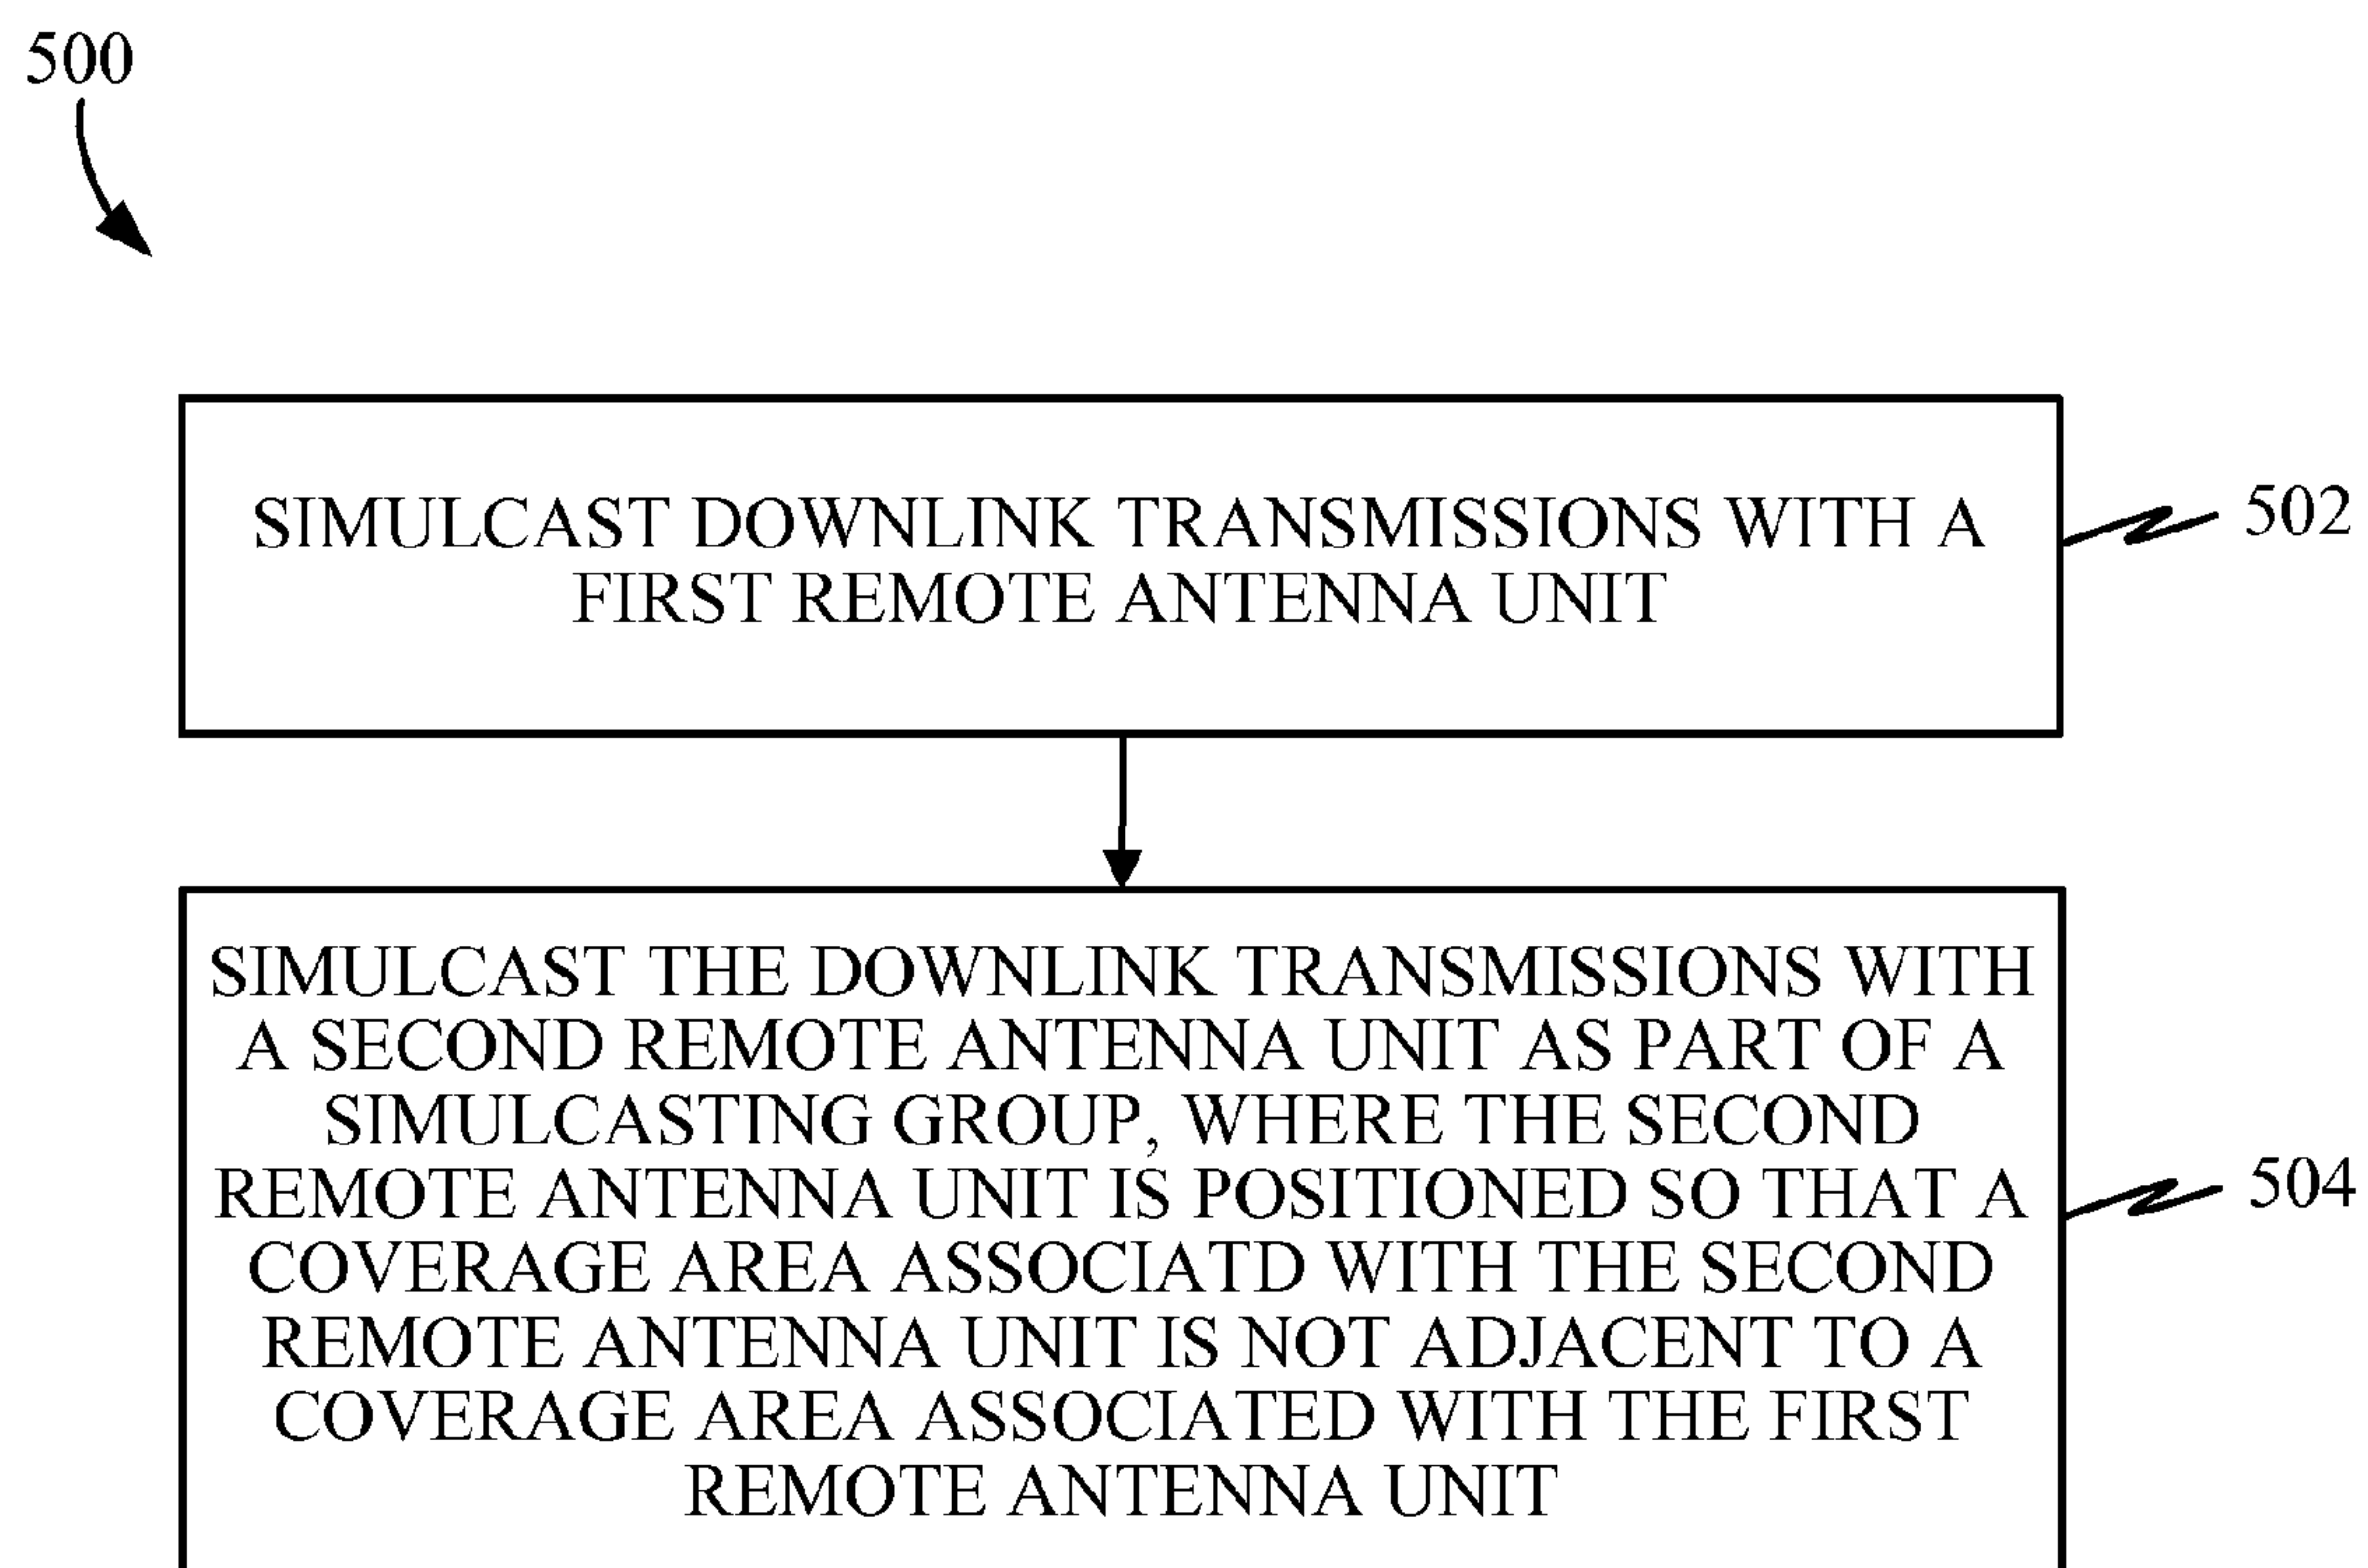 500
SIMULCAST DOWNLINK TRANSMISSIONS WITH A
FIRST REMOTE ANTENNA UNIT
502
SIMULCAST THE DOWNLINK TRANSMISSIONS WITH
A SECOND REMOTE ANTENNA UNIT AS PART OF A
SIMULCASTING GROUP, WHERE THE SECOND
REMOTE ANTENNA UNIT IS POSITIONED SO THAT A
COVERAGE AREA ASSOCIATD WITH THE SECOND
REMOTE ANTENNA UNIT IS NOT ADJACENT TO A
COVERAGE AREA ASSOCIATED WITH THE FIRST
REMOTE ANTENNA UNIT
504